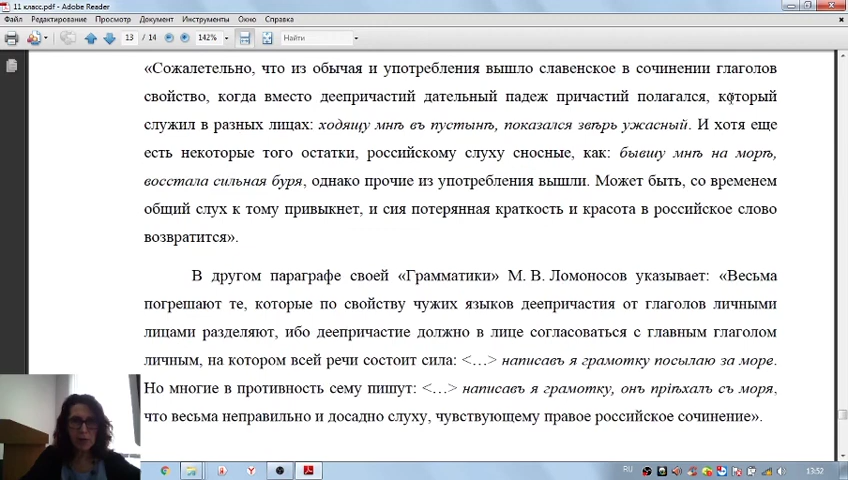 11 класс.pdf - Adobe Reader
Файл Редактирование Просмотр Документ Инструменты Окно Справка
13 / 14 142% Найти
«Сожалетельно, что из обычая и употребления вышло славенское в сочинении глаголов
свойство, когда вместо деепричастий дательный падеж причастий полагался, который
служил в разных лицах: ходящу мнѣ въ пустынѣ, показался звѣрь ужасный. И хотя еще
есть некоторые того остатки, российскому слуху сносные, как: бывшу мнѣ на морѣ,
восстала сильная буря, однако прочие из употребления вышли. Может быть, со временем
общий слух к тому привыкнет, и сия потерянная краткость и красота в российское слово
возвратится».
В другом параграфе своей «Грамматики» М. В. Ломоносов указывает: «Весьма
погрешают те, которые по свойству чужих языков деепричастия от глаголов личными
лицами разделяют, ибо деепричастие должно в лице согласоваться с главным глаголом
личным, на котором всей речи состоит сила: <…> написавъ я грамотку посылаю за море.
Но многие в противность сему пишут: <…> написавъ я грамотку, онъ прiѣхалъ съ моря,
что весьма неправильно и досадно слуху, чувствующему правое российское сочинение».
RU 13:52